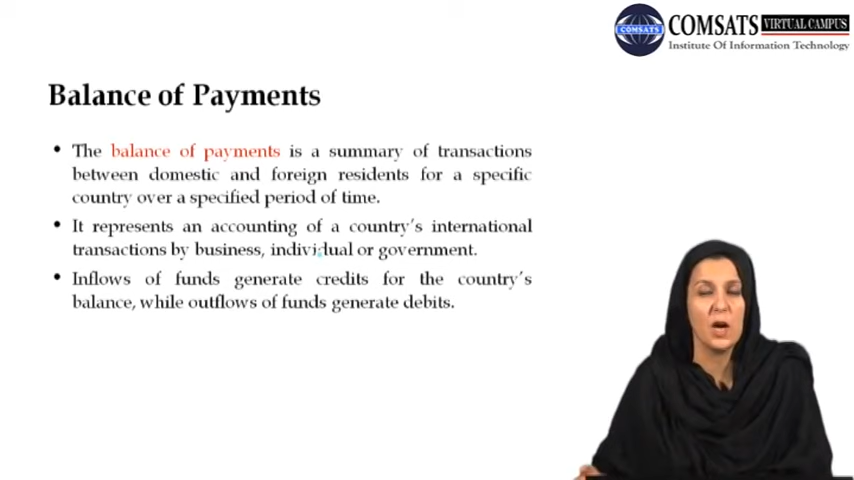 COMSATS VIRTUAL CAMPUS
COMSATS
Institute Of Information Technology
Balance of Payments
• The balance of payments is a summary of transactions
between domestic and foreign residents for a specific
country over a specified period of time.
• It represents an accounting of a country's international
transactions by business, individual or government.
• Inflows of funds generate credits for the country's
balance, while outflows of funds generate debits.